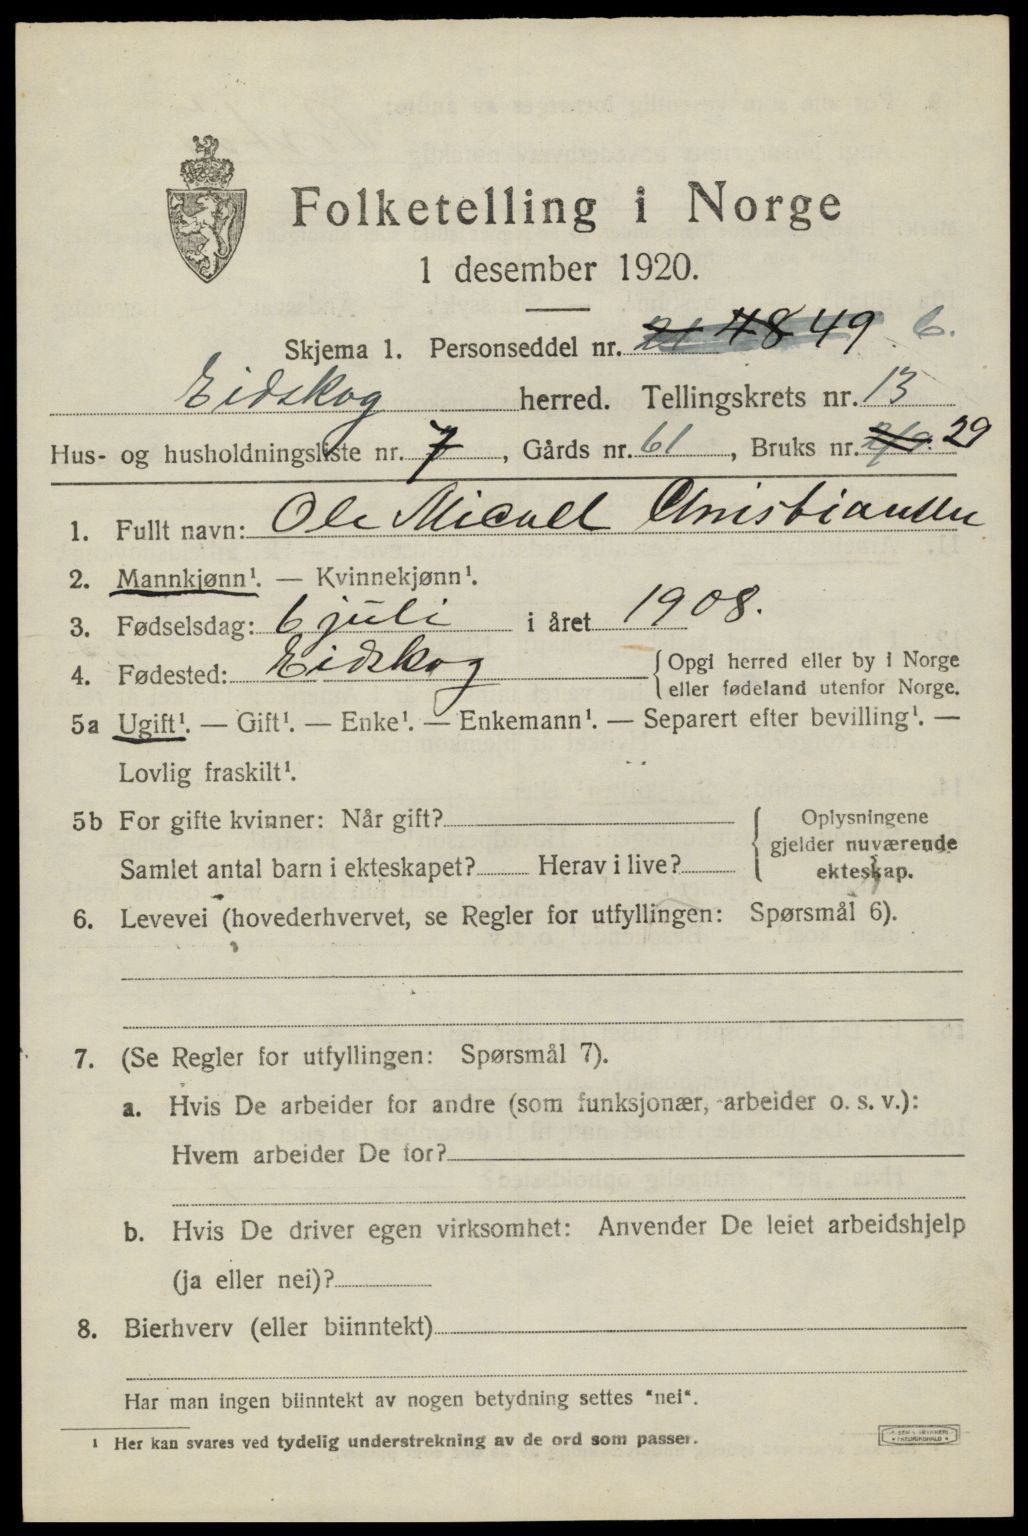 Folketelling i Norge
1 desember 1920.
Skjema 1. Personseddel nr. 21 48 49 6.
Eidskog herred. Tellingskrets nr. 13
Hus- og husholdningsliste nr. 7, Gårds nr. 61, Bruks nr. 29
1. Fullt navn: Ole Micael Christiansen
2. Mannkjønn¹. — Kvinnekjønn¹.
3. Fødselsdag: 6 juli i året 1908.
4. Fødested: Eidskog {Opgi herred eller by i Norge
eller fødeland utenfor Norge.
5a Ugift¹. — Gift¹. — Enke¹. — Enkemann¹. — Separert efter bevilling¹. —
Lovlig fraskilt¹.
5b For gifte kvinner: Når gift? {Oplysningene
gjelder nuværende
Samlet antal barn i ekteskapet? Herav i live? ekteskap.
6. Levevei (hovederhvervet, se Regler for utfyllingen: Spørsmål 6).
7. (Se Regler for utfyllingen: Spørsmål 7).
a. Hvis De arbeider for andre (som funksjonær, arbeider o. s. v.):
Hvem arbeider De for?
b. Hvis De driver egen virksomhet: Anvender De leiet arbeidshjelp
(ja eller nei)?
8. Bierhverv (eller biinntekt)
Har man ingen biinntekt av nogen betydning settes "nei".
¹ Her kan svares ved tydelig understrekning av de ord som passer.